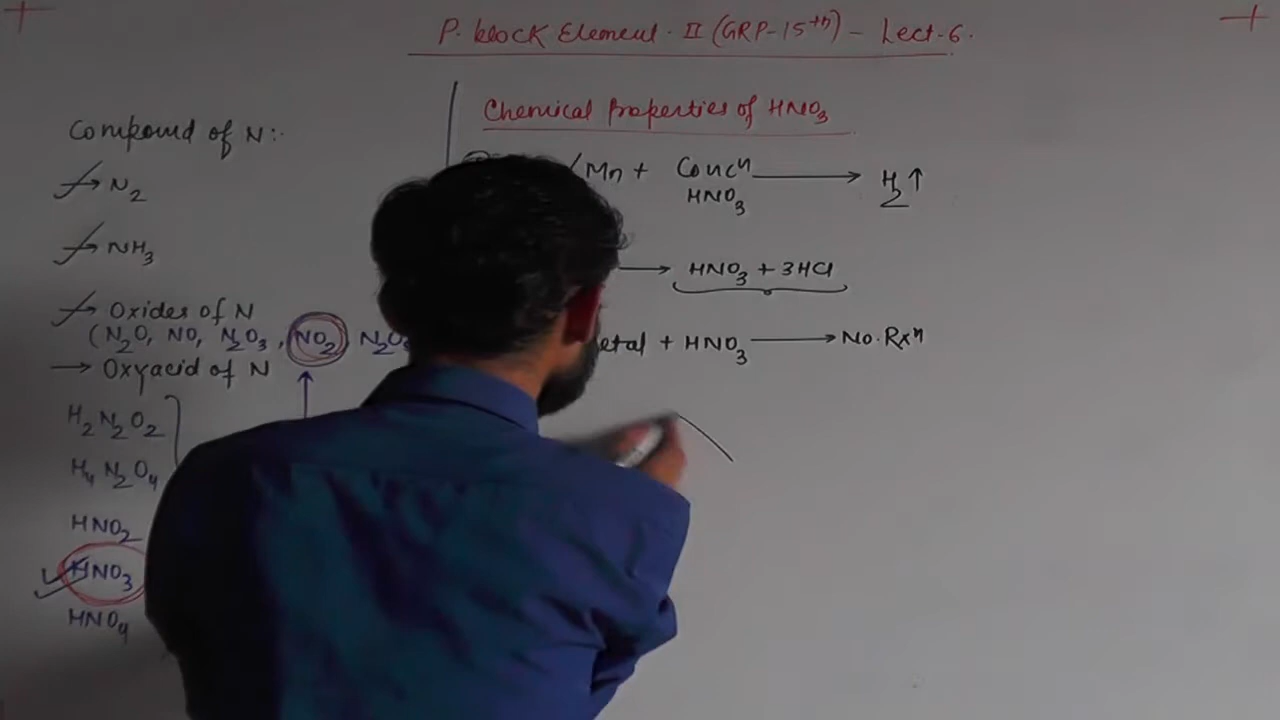 P. block Element. II (GRP-15th) - Lect-6.
Compound of N:-
→ N2
→ NH3
→ Oxides of N
(N2O, NO, N2O3, NO2, N2O
→ Oxyacid of N
H2N2O2
H4N2O4
HNO2
HNO3
HNO4
Chemical Properties of HNO3
/Mn + Concn HNO3 → H2↑
→ HNO3 + 3HCl
etal + HNO3 → No. Rxn